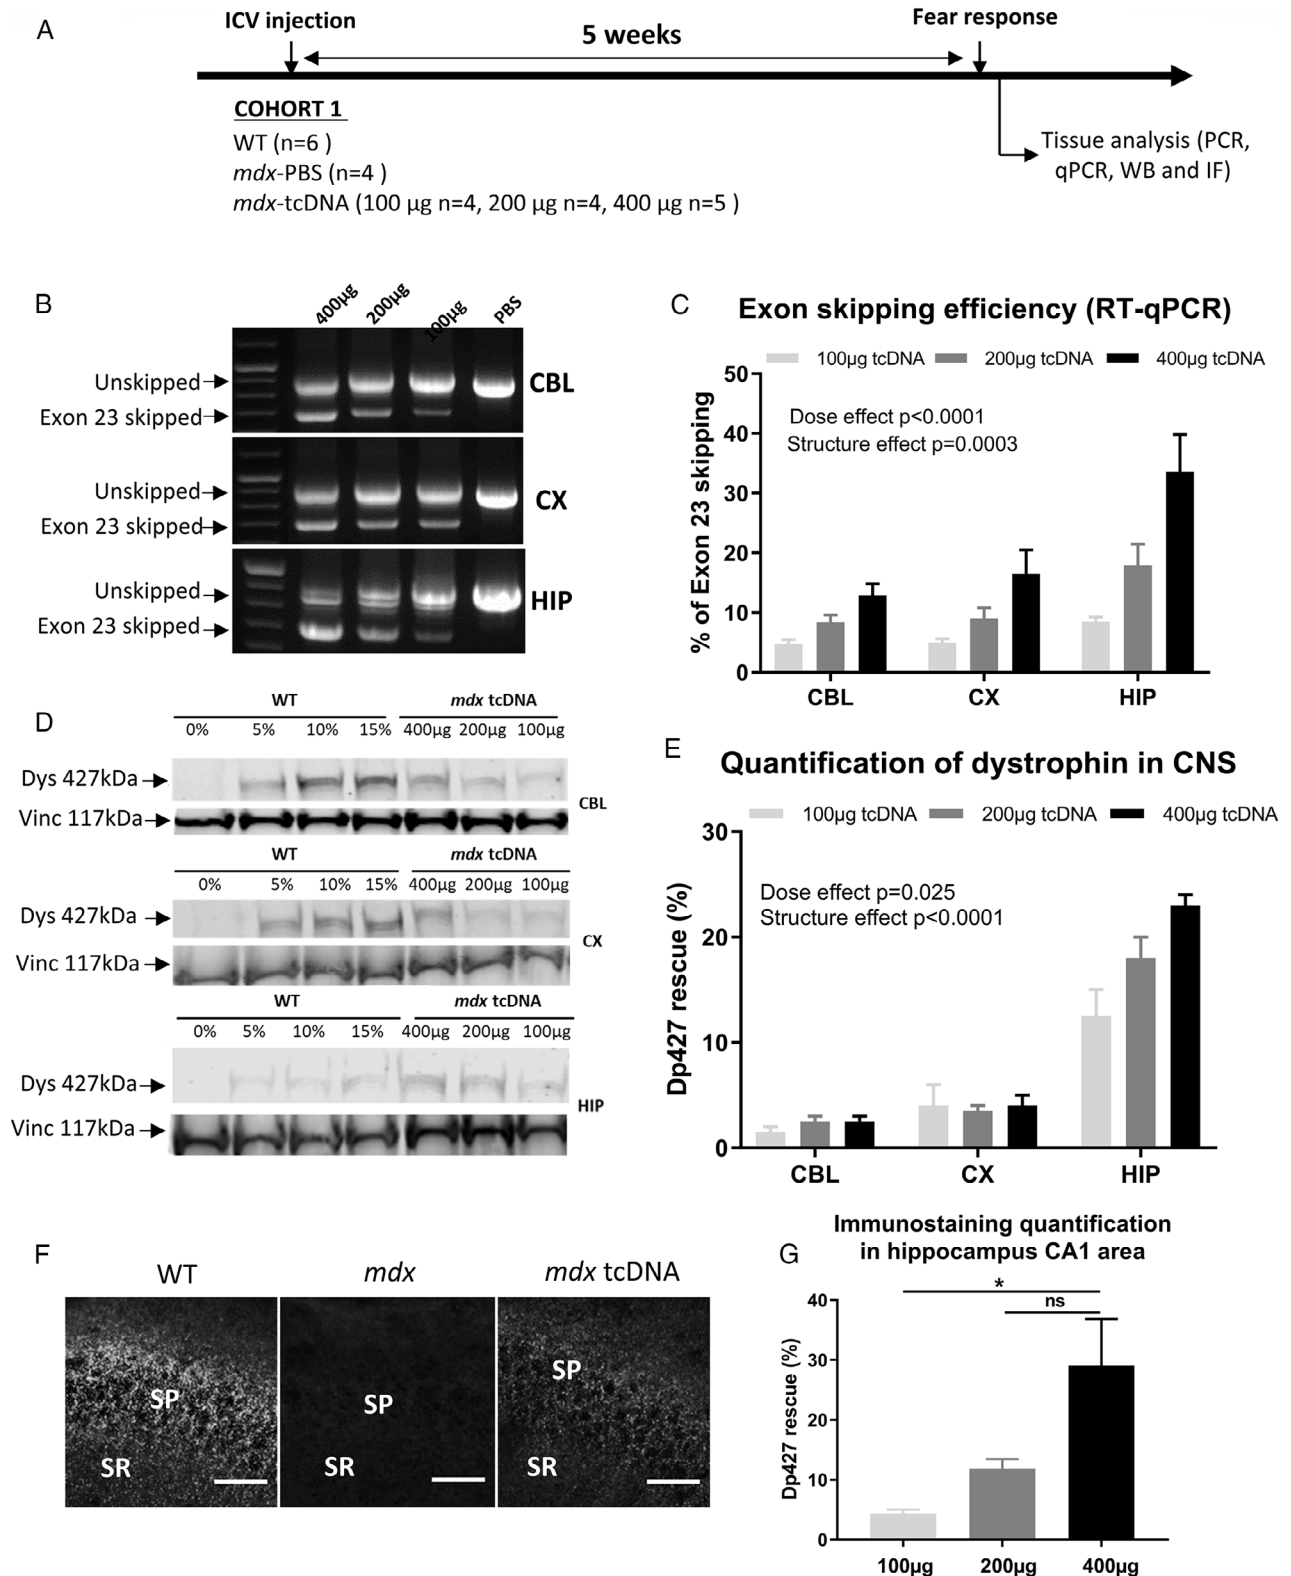 A
ICV injection
5 weeks
Fear response
COHORT 1
WT (n=6 )
mdx-PBS (n=4 )
mdx-tcDNA (100 µg n=4, 200 µg n=4, 400 µg n=5 )
Tissue analysis (PCR,
qPCR, WB and IF)
B
400µg 200µg 100µg PBS
Unskipped
Exon 23 skipped
CBL
Unskipped
Exon 23 skipped
CX
Unskipped
Exon 23 skipped
HIP
C
Exon skipping efficiency (RT-qPCR)
100µg tcDNA 200µg tcDNA 400µg tcDNA
Dose effect p<0.0001
Structure effect p=0.0003
% of Exon 23 skipping
50
40
30
20
10
0
CBL CX HIP
D
WT mdx tcDNA
0% 5% 10% 15% 400µg 200µg 100µg
Dys 427kDa
Vinc 117kDa
CBL
WT mdx tcDNA
0% 5% 10% 15% 400µg 200µg 100µg
Dys 427kDa
Vinc 117kDa
CX
WT mdx tcDNA
0% 5% 10% 15% 400µg 200µg 100µg
Dys 427kDa
Vinc 117kDa
HIP
E
Quantification of dystrophin in CNS
100µg tcDNA 200µg tcDNA 400µg tcDNA
Dose effect p=0.025
Structure effect p<0.0001
Dp427 rescue (%)
30
20
10
0
CBL CX HIP
F
WT mdx mdx tcDNA
SP SP SP
SR SR SR
G
Immunostaining quantification
in hippocampus CA1 area
*
ns
Dp427 rescue (%)
40
30
20
10
0
100µg 200µg 400µg